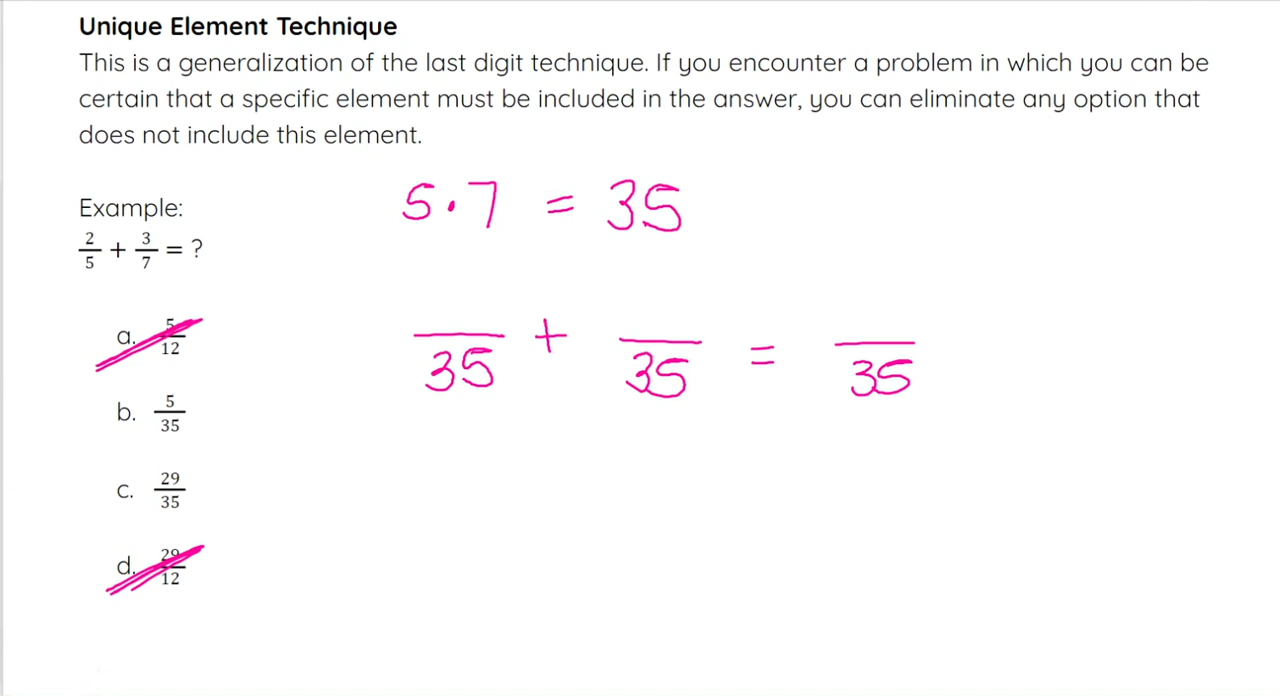 Unique Element Technique
This is a generalization of the last digit technique. If you encounter a problem in which you can be
certain that a specific element must be included in the answer, you can eliminate any option that
does not include this element.
5.7 = 35
Example:
2/5 + 3/7 = ?
a. 5/12
/35 + /35 = /35
b. 5/35
c. 29/35
d. 29/12